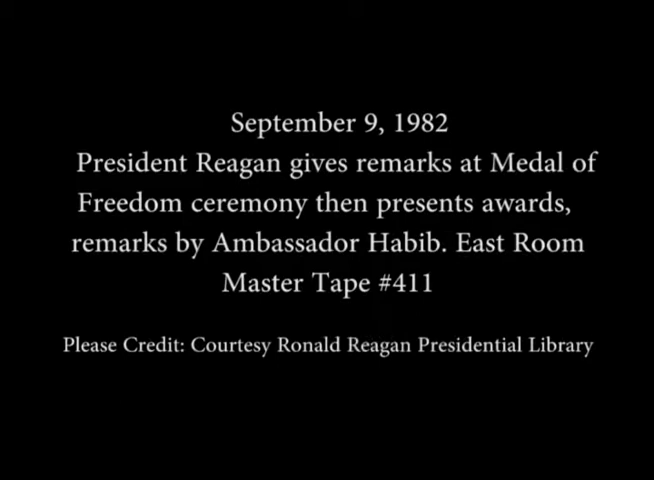 September 9, 1982
President Reagan gives remarks at Medal of
Freedom ceremony then presents awards,
remarks by Ambassador Habib. East Room
Master Tape #411
Please Credit: Courtesy Ronald Reagan Presidential Library